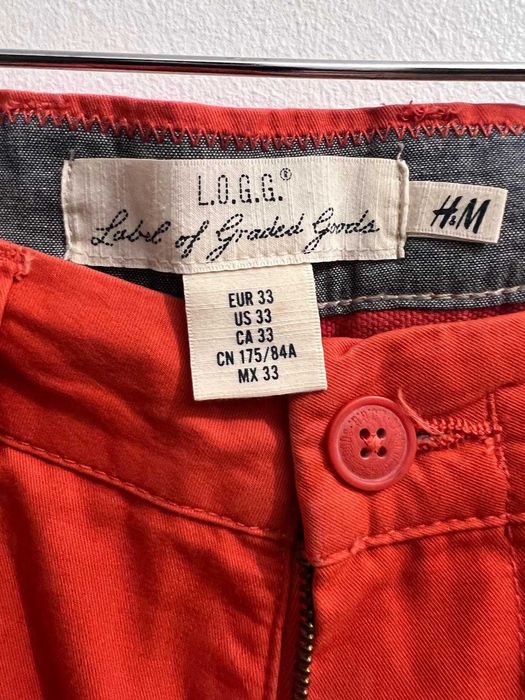 L.O.G.G.®
Label of Graded Goods
H&M
EUR 33
US 33
CA 33
CN 175/84A
MX 33